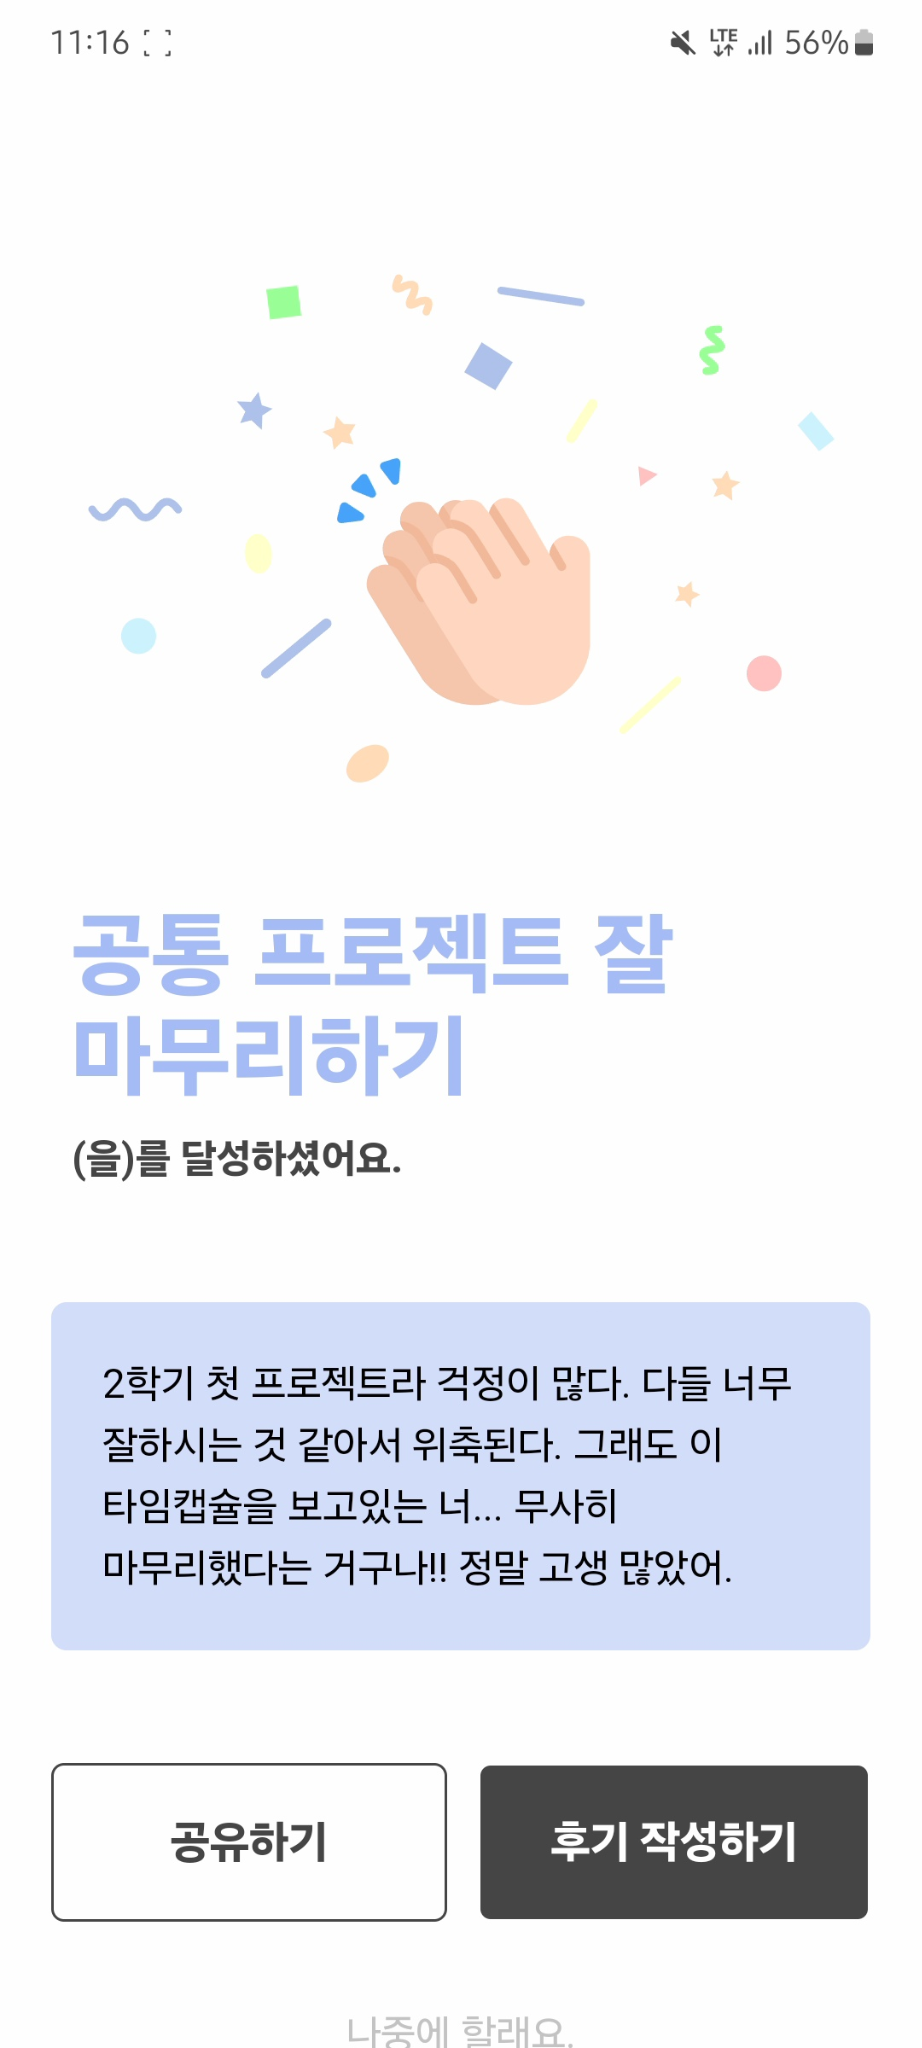 11:16
LTE
56%
공통 프로젝트 잘
마무리하기
(을)를 달성하셨어요.
2학기 첫 프로젝트라 걱정이 많다. 다들 너무
잘하시는 것 같아서 위축된다. 그래도 이
타임캡슐을 보고있는 너... 무사히
마무리했다는 거구나!! 정말 고생 많았어.
공유하기
후기 작성하기
나중에 할래요.